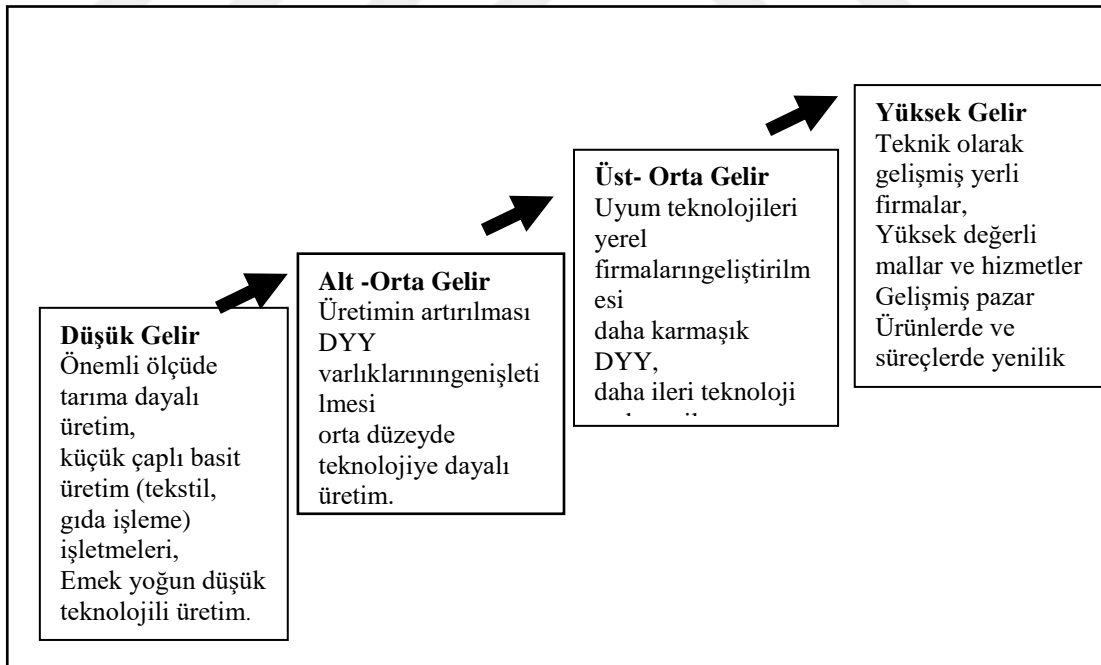 Düşük Gelir
Önemli ölçüde
tarıma dayalı
üretim,
küçük çaplı basit
üretim (tekstil,
gıda işleme)
işletmeleri,
Emek yoğun düşük
teknolojili üretim.
Alt -Orta Gelir
Üretimin artırılması
DYY
varlıklarınıngenişleti
ilmesi
orta düzeyde
teknolojiye dayalı
üretim.
Üst- Orta Gelir
Uyum teknolojileri
yerel
firmalarıngeliştirilm
esi
daha karmaşık
DYY,
daha ileri teknoloji
Yüksek Gelir
Teknik olarak
gelişmiş yerli
firmalar,
Yüksek değerli
mallar ve hizmetler
Gelişmiş pazar
Ürünlerde ve
süreçlerde yenilik